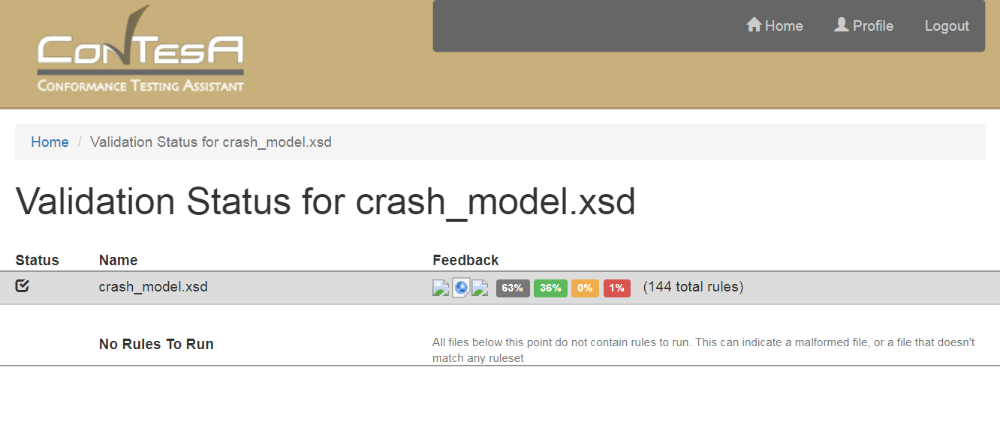 ConTesA
Conformance Testing Assistant
Home Profile Logout
Home / Validation Status for crash_model.xsd
Validation Status for crash_model.xsd
Status Name Feedback
crash_model.xsd 63% 36% 0% 1% (144 total rules)
No Rules To Run All files below this point do not contain rules to run. This can indicate a malformed file, or a file that doesn't
match any ruleset